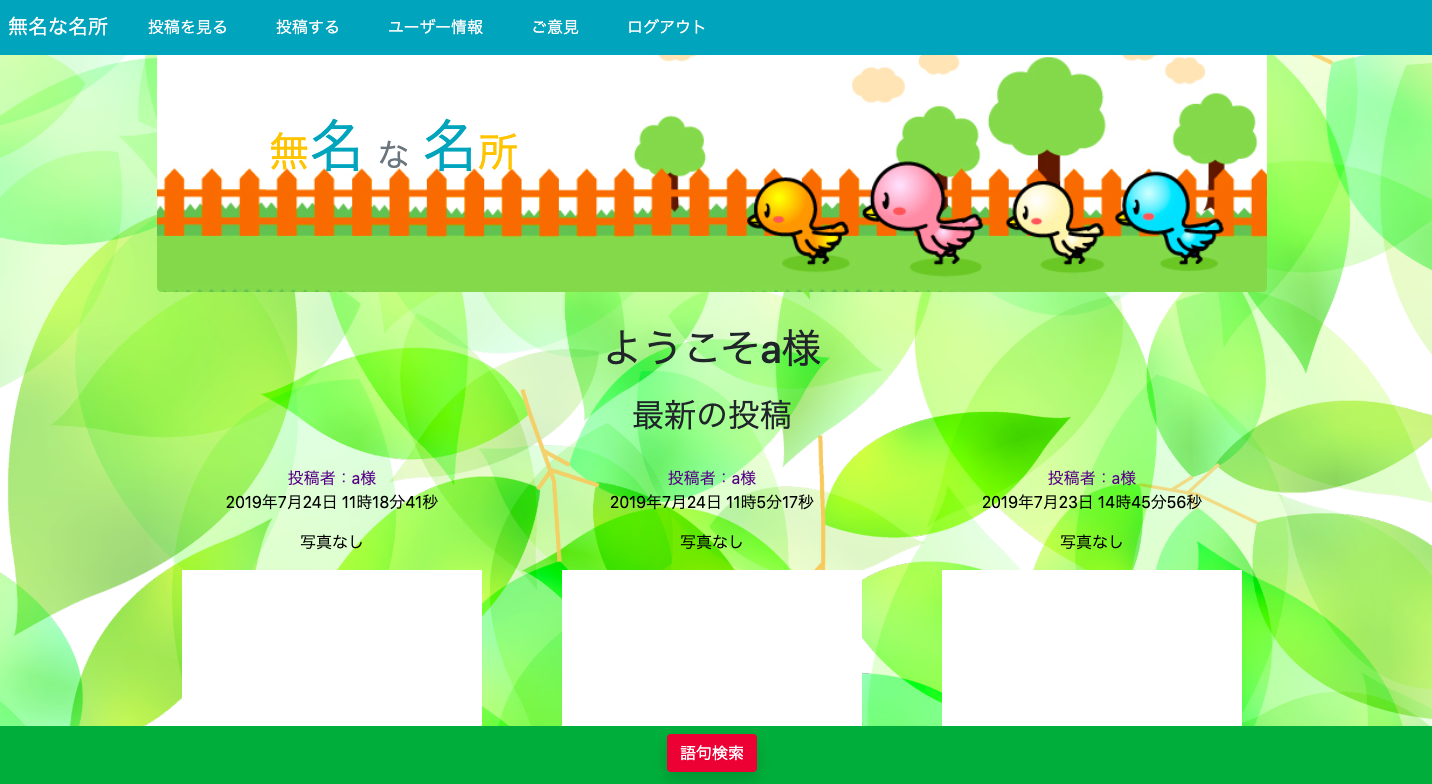 無名な名所 投稿を見る 投稿する ユーザー情報 ご意見 ログアウト
無名な名所
ようこそa様
最新の投稿
投稿者：a様 投稿者：a様 投稿者：a様
2019年7月24日 11時18分41秒 2019年7月24日 11時5分17秒 2019年7月23日 14時45分56秒
写真なし 写真なし 写真なし
語句検索